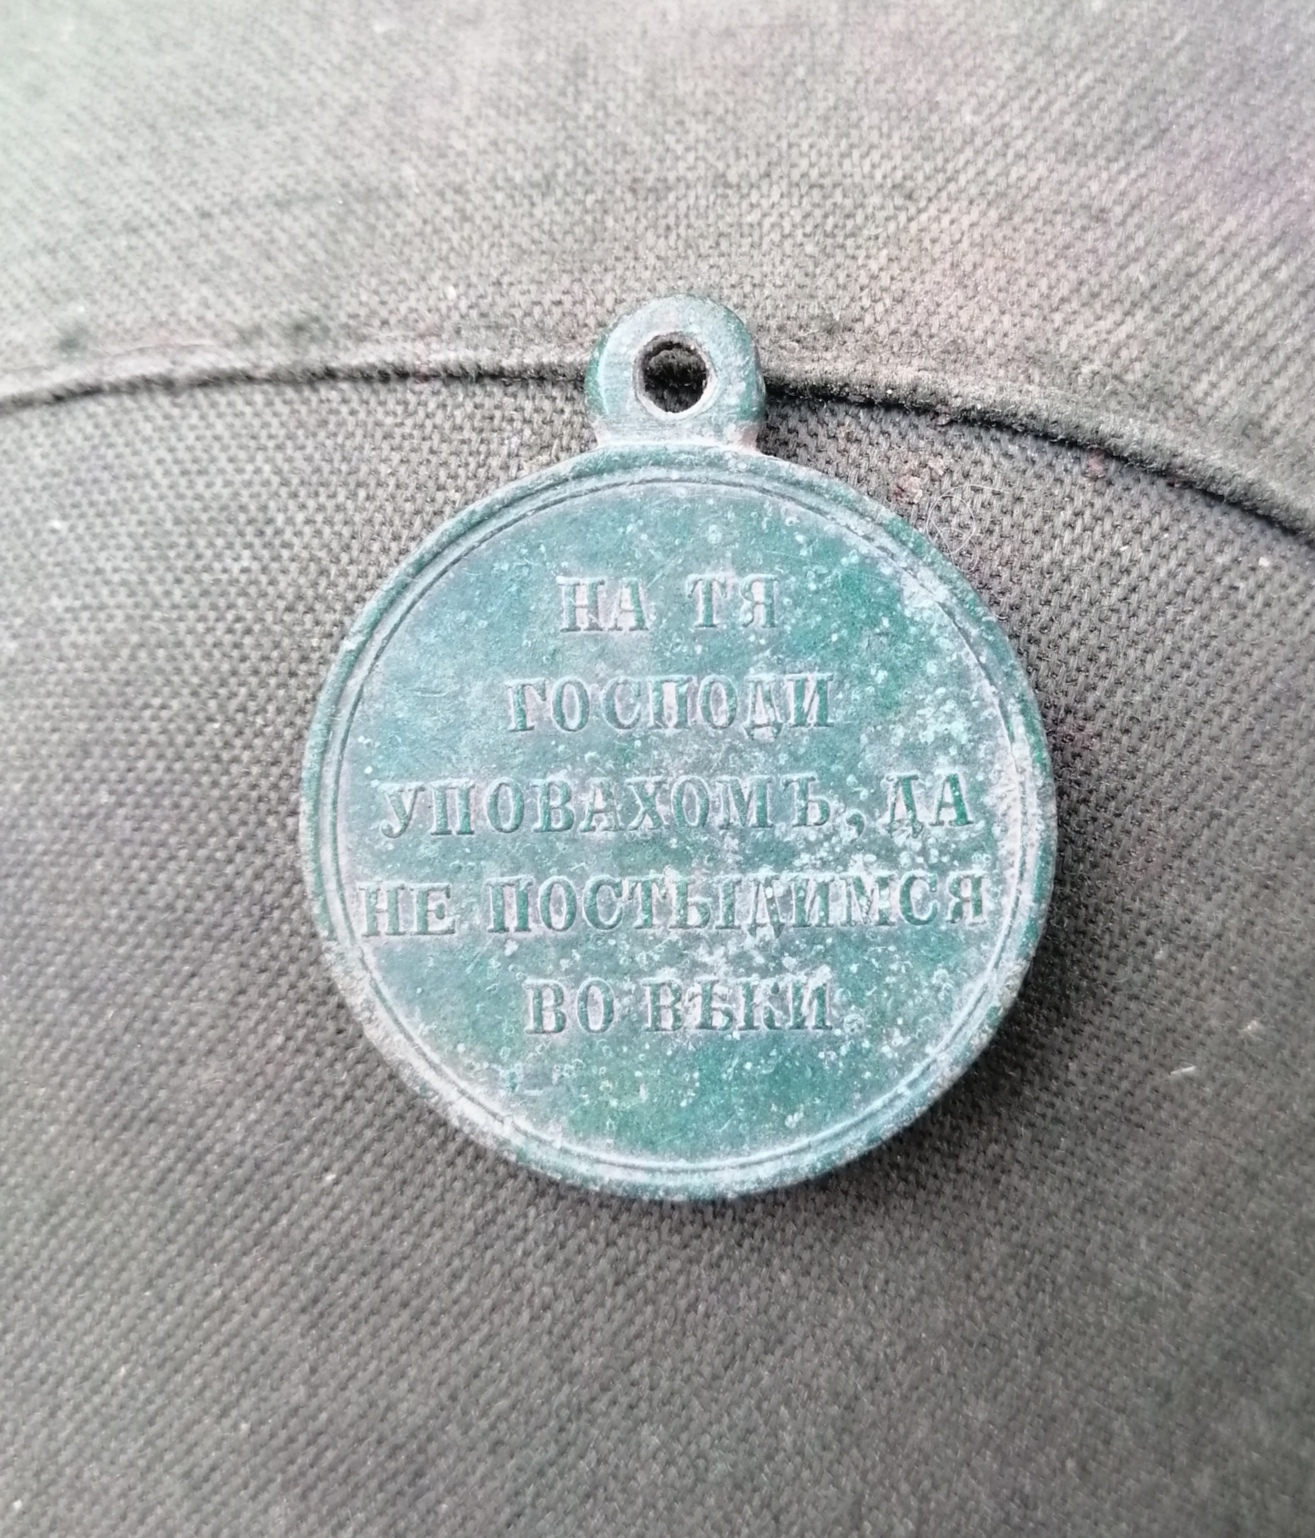 НА ТЯ
ГОСПОДИ
УПОВАХОМЪ, ДА
НЕ ПОСТЫДИМСЯ
ВО ВѢКИ